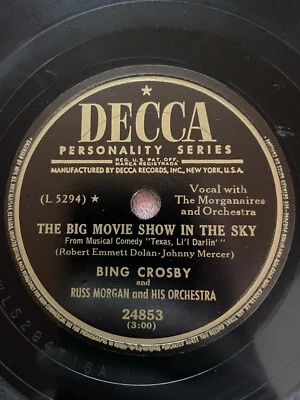 DECCA
PERSONALITY SERIES
REG. U.S. PAT. OFF.
MARCA REGISTRADA
MANUFACTURED BY DECCA RECORDS, INC., NEW YORK, U.S.A.
(L 5294) ★
Vocal with
The Morganaires
and Orchestra
THE BIG MOVIE SHOW IN THE SKY
From Musical Comedy "Texas, Li'l Darlin'"
(Robert Emmett Dolan-Johnny Mercer)
BING CROSBY
and
RUSS MORGAN and HIS ORCHESTRA
24853
(3:00)